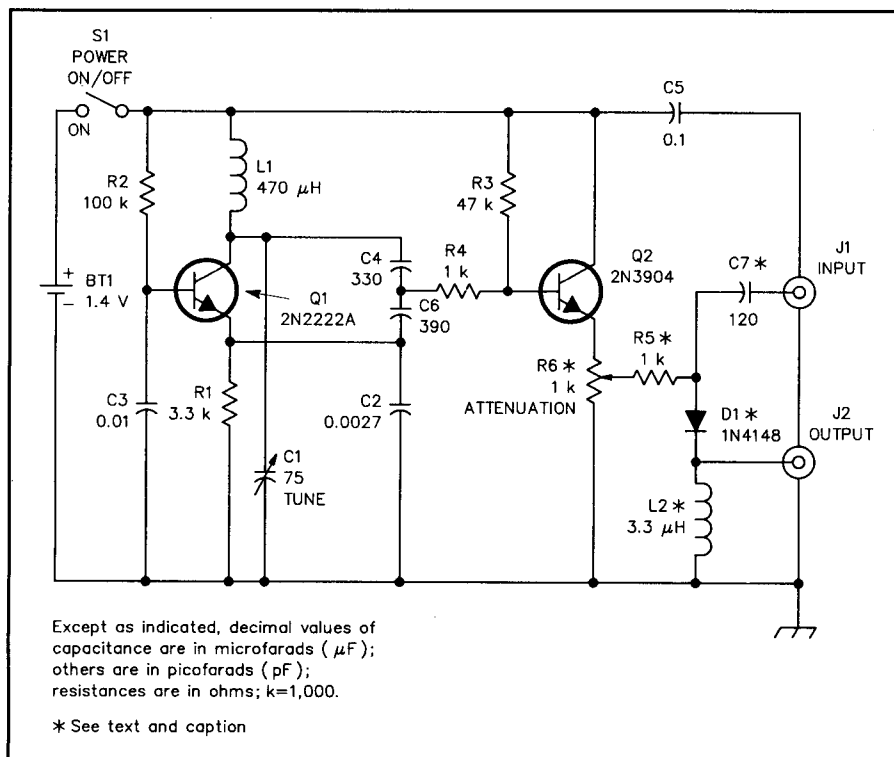 S1
POWER
ON/OFF
ON
C5
0.1
R2
100 k
L1
470 μH
R3
47 k
J1
INPUT
Q2
2N3904
C4
330
R4
1 k
C7*
120
+
BT1
1.4 V
–
Q1
2N2222A
C6
390
R5*
1 k
R6*
1 k
ATTENUATION
C3
0.01
R1
3.3 k
C2
0.0027
D1*
1N4148
J2
OUTPUT
C1
75
TUNE
L2*
3.3 μH
Except as indicated, decimal values of
capacitance are in microfarads ( μF);
others are in picofarads ( pF);
resistances are in ohms; k=1,000.
* See text and caption